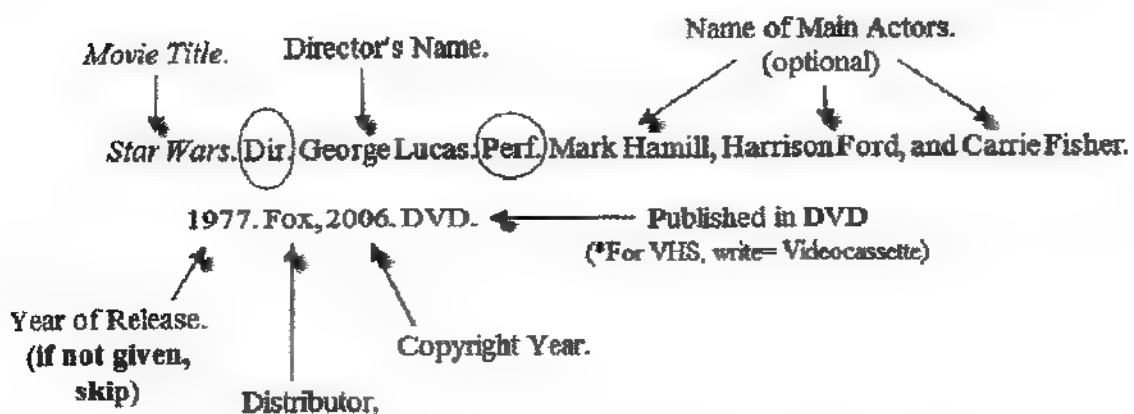 Name of Main Actors.
Movie Title. Director's Name. (optional)
Star Wars. Dir. George Lucas. Perf. Mark Hamill, Harrison Ford, and Carrie Fisher.
1977. Fox, 2006. DVD. Published in DVD
(*For VHS, write= Videocassette)
Year of Release.
(if not given,
skip)
Copyright Year.
Distributor,